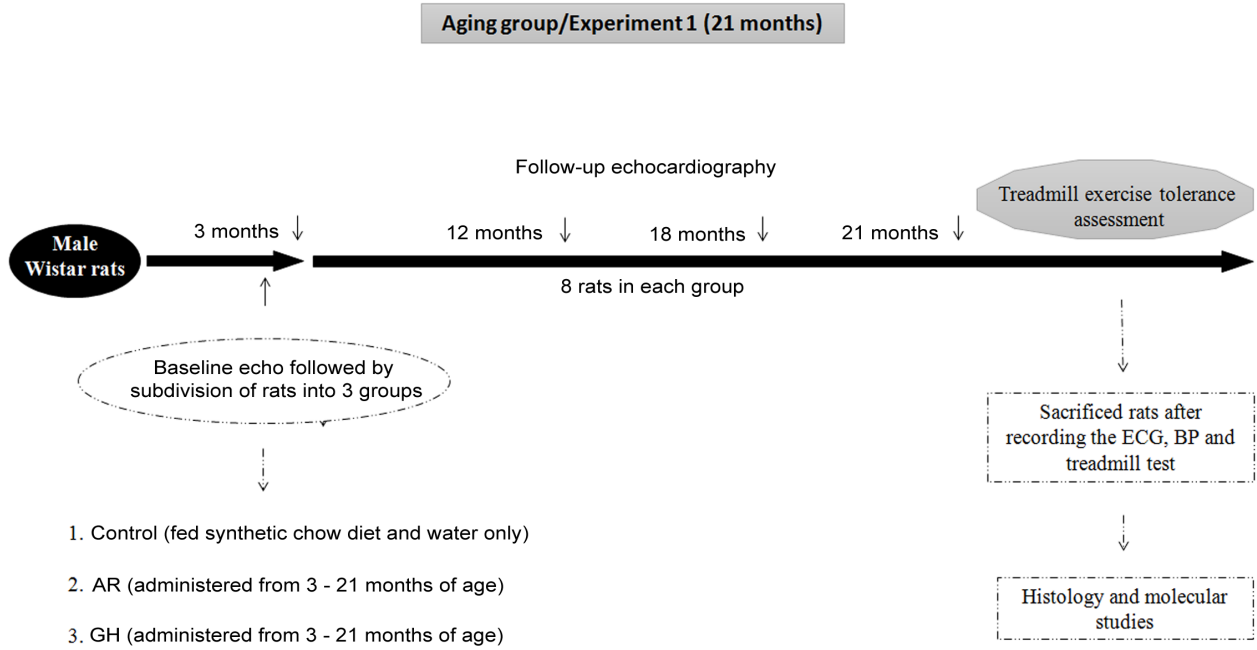 Aging group/Experiment 1 (21 months)
Follow-up echocardiography
Treadmill exercise tolerance
assessment
Male
Wistar rats
3 months
12 months
18 months
21 months
8 rats in each group
Baseline echo followed by
subdivision of rats into 3 groups
Sacrificed rats after
recording the ECG, BP and
treadmill test
1. Control (fed synthetic chow diet and water only)
2. AR (administered from 3 - 21 months of age)
3. GH (administered from 3 - 21 months of age)
Histology and molecular
studies